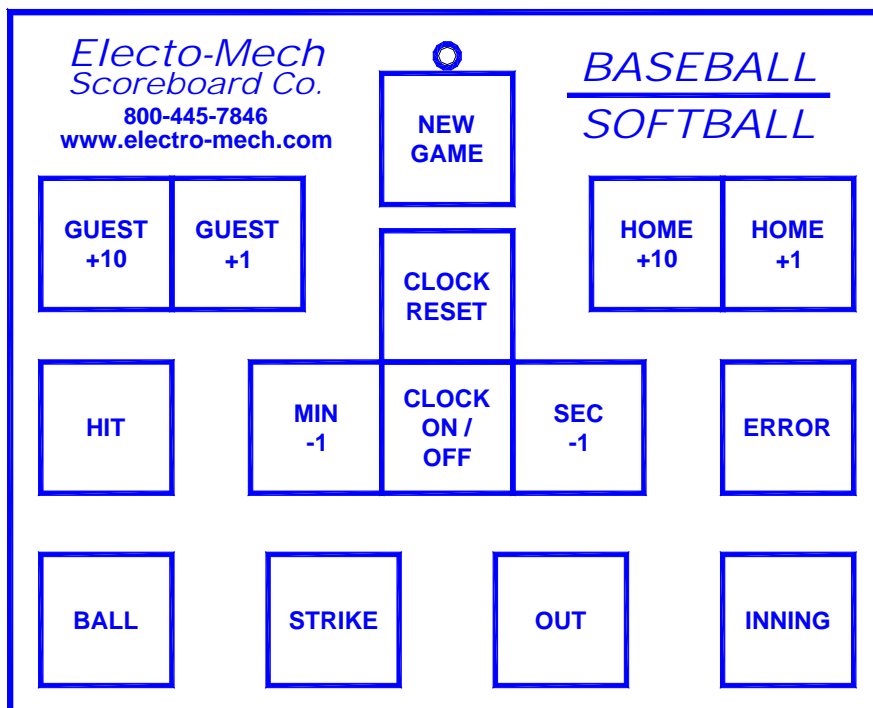 Electo-Mech
Scoreboard Co.
800-445-7846
www.electro-mech.com
BASEBALL
SOFTBALL
NEW
GAME
GUEST
+10
GUEST
+1
HOME
+10
HOME
+1
CLOCK
RESET
HIT
MIN
-1
CLOCK
ON /
OFF
SEC
-1
ERROR
BALL
STRIKE
OUT
INNING